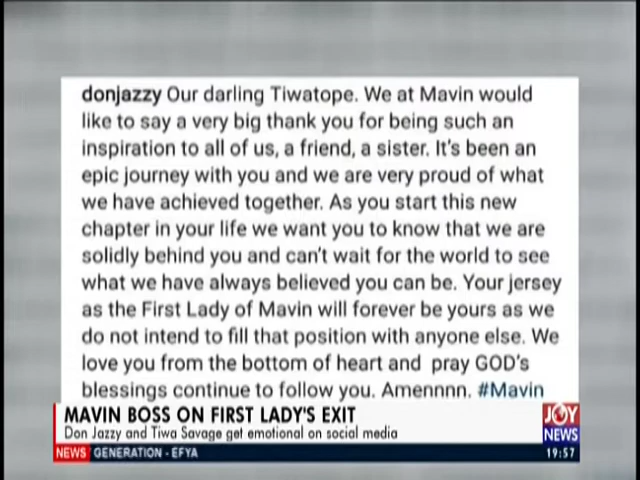 donjazzy Our darling Tiwatope. We at Mavin would
like to say a very big thank you for being such an
inspiration to all of us, a friend, a sister. It's been an
epic journey with you and we are very proud of what
we have achieved together. As you start this new
chapter in your life we want you to know that we are
solidly behind you and can't wait for the world to see
what we have always believed you can be. Your jersey
as the First Lady of Mavin will forever be yours as we
do not intend to fill that position with anyone else. We
love you from the bottom of heart and pray GOD's
blessings continue to follow you. Amennnn. #Mavin
MAVIN BOSS ON FIRST LADY'S EXIT
Don Jazzy and Tiwa Savage get emotional on social media
JOY
NEWS
NEWS GENERATION - EFYA
19:57